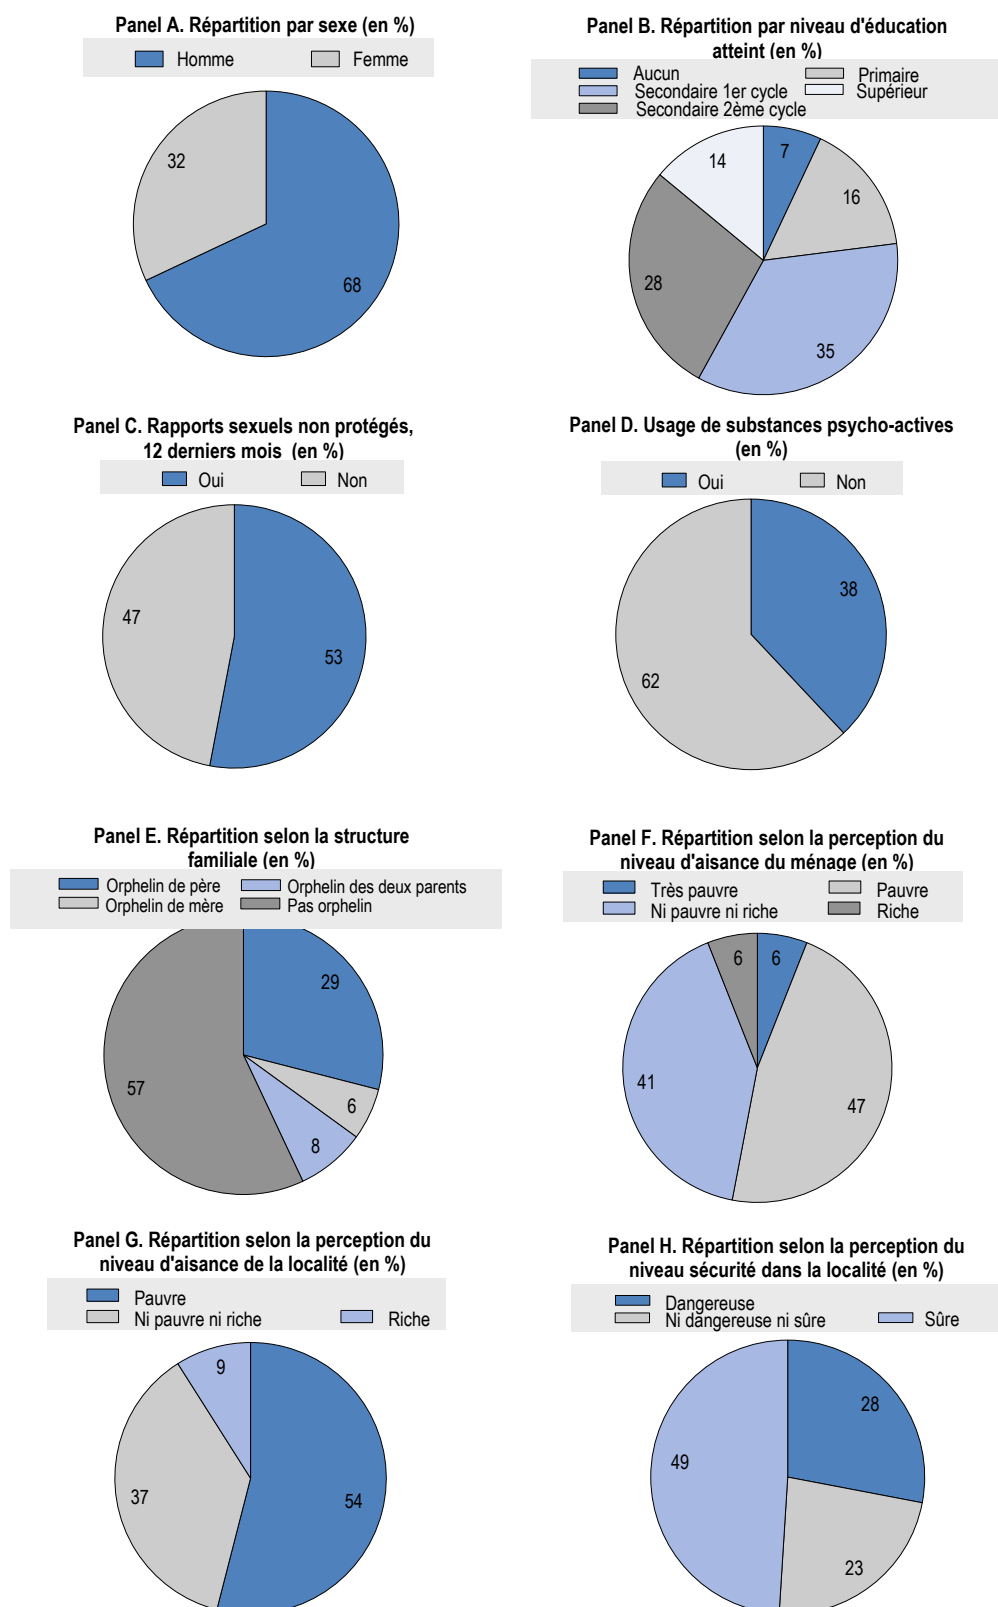 Panel A. Répartition par sexe (en %)
Homme Femme
32
68
Panel B. Répartition par niveau d'éducation
atteint (en %)
Aucun Primaire
Secondaire 1er cycle Supérieur
Secondaire 2ème cycle
7
14
16
28
35
Panel C. Rapports sexuels non protégés,
12 derniers mois (en %)
Oui Non
47
53
Panel D. Usage de substances psycho-actives
(en %)
Oui Non
38
62
Panel E. Répartition selon la structure
familiale (en %)
Orphelin de père Orphelin des deux parents
Orphelin de mère Pas orphelin
29
57
6
8
Panel F. Répartition selon la perception du
niveau d'aisance du ménage (en %)
Très pauvre Pauvre
Ni pauvre ni riche Riche
6 6
41
47
Panel G. Répartition selon la perception du
niveau d'aisance de la localité (en %)
Pauvre
Ni pauvre ni riche Riche
9
37
54
Panel H. Répartition selon la perception du
niveau sécurité dans la localité (en %)
Dangereuse
Ni dangereuse ni sûre Sûre
28
49
23